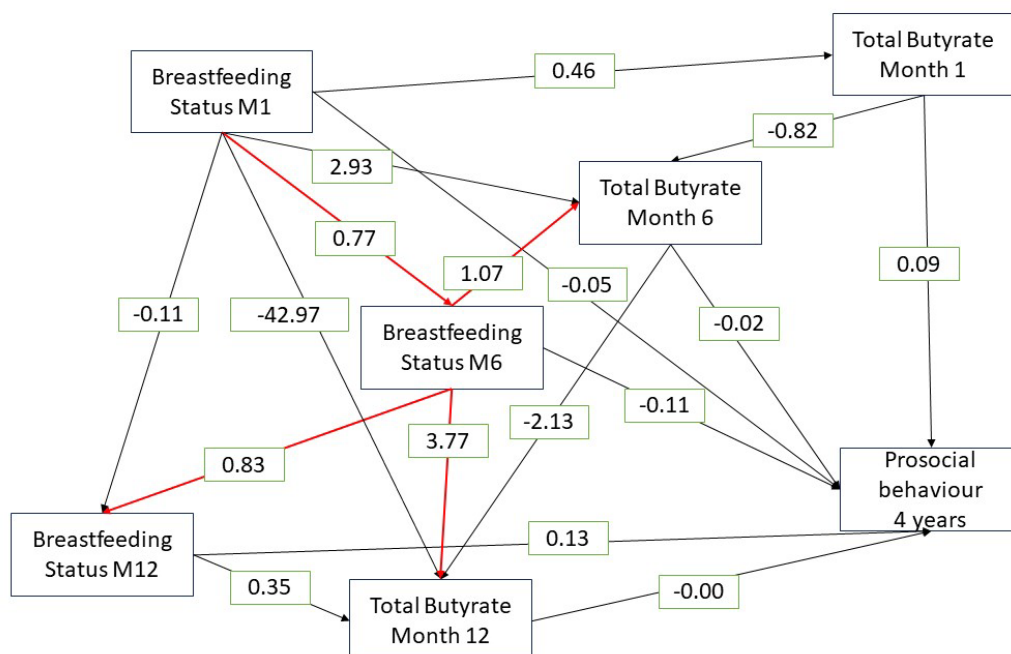 Total Butyrate
Month 1
Breastfeeding
Status M1
0.46
-0.82
2.93
Total Butyrate
Month 6
0.77
1.07
-0.05
0.09
-0.11
-42.97
-0.02
Breastfeeding
Status M6
-0.11
-2.13
3.77
0.83
Prosocial
behaviour
4 years
Breastfeeding
Status M12
0.13
0.35
-0.00
Total Butyrate
Month 12